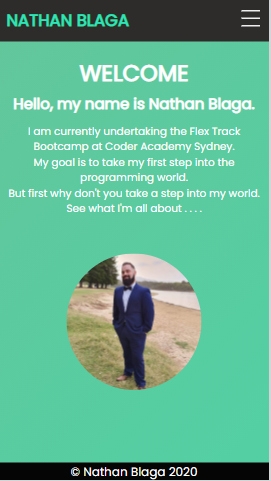 NATHAN BLAGA
WELCOME
Hello, my name is Nathan Blaga.
I am currently undertaking the Flex Track
Bootcamp at Coder Academy Sydney.
My goal is to take my first step into the
programming world.
But first why don't you take a step into my world.
See what I'm all about . . . .
© Nathan Blaga 2020